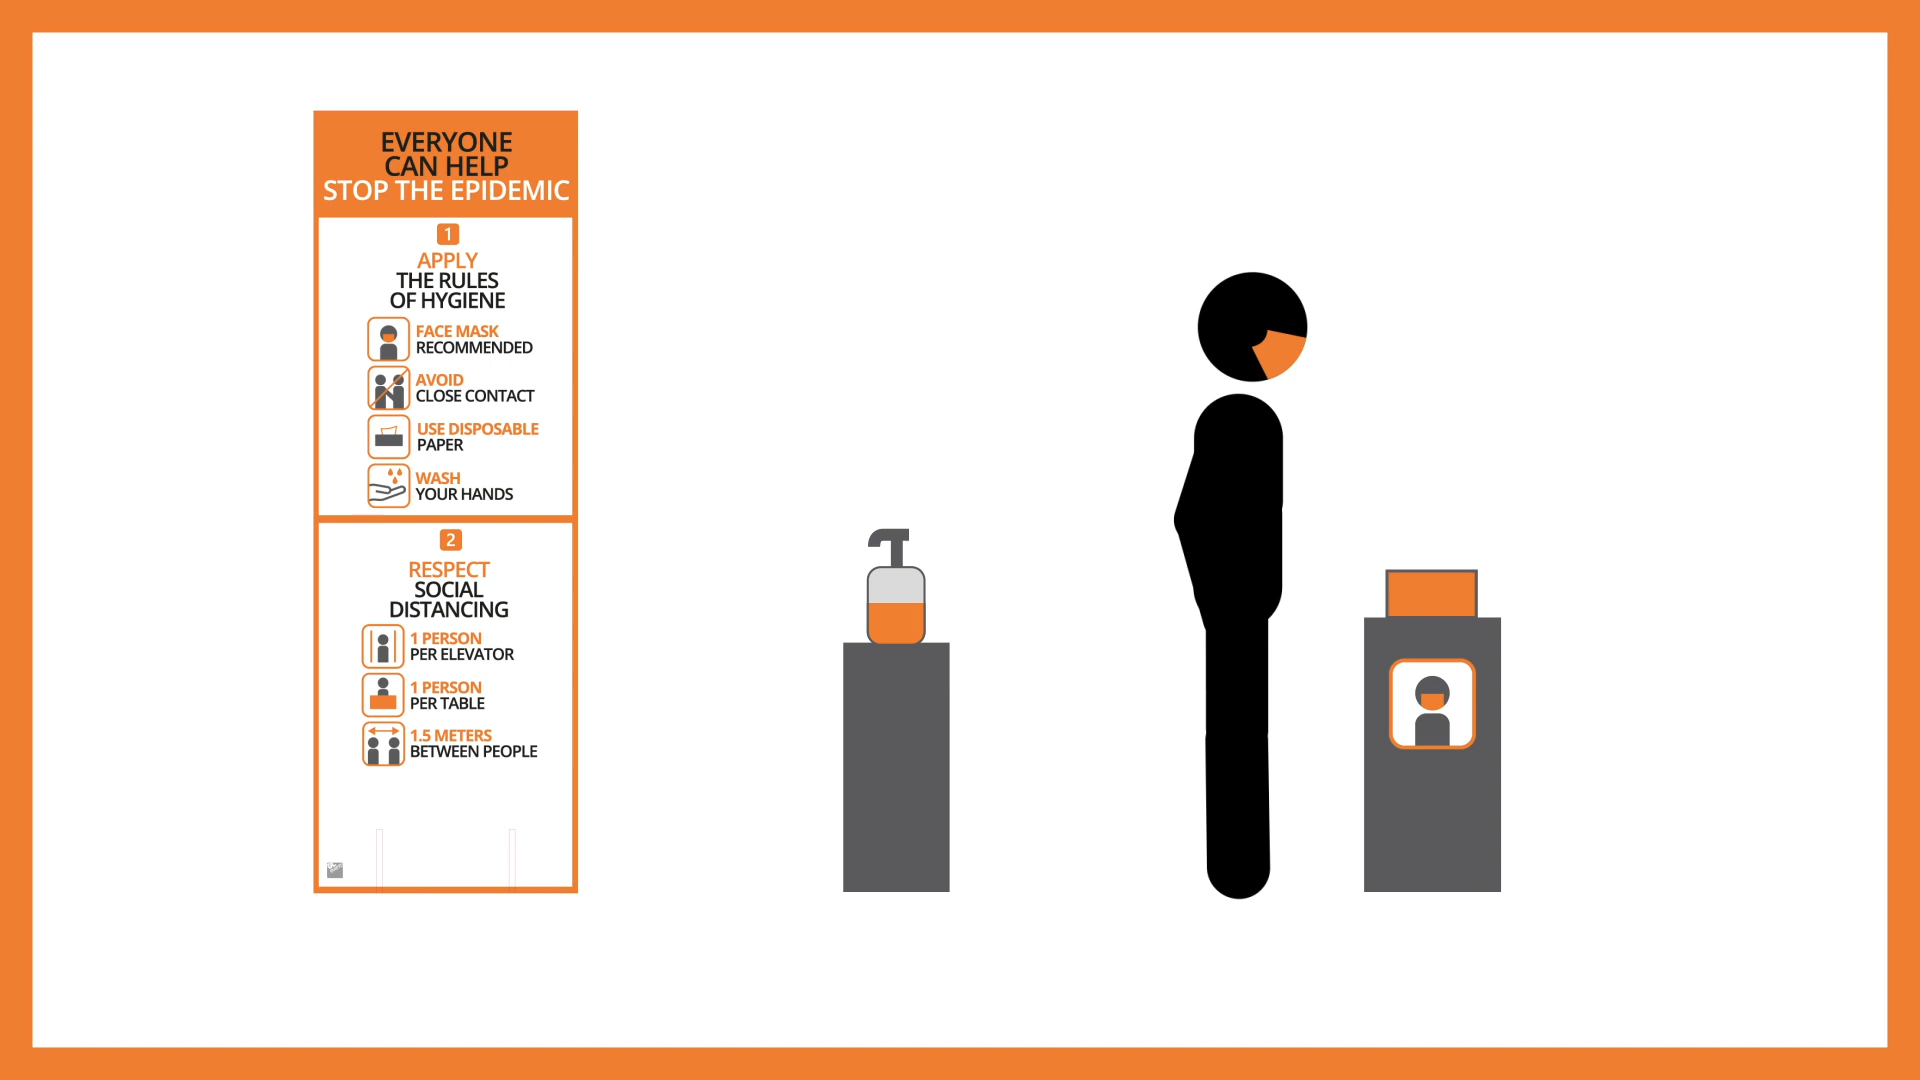 EVERYONE
CAN HELP
STOP THE EPIDEMIC
1
APPLY
THE RULES
OF HYGIENE
FACE MASK
RECOMMENDED
AVOID
CLOSE CONTACT
USE DISPOSABLE
PAPER
WASH
YOUR HANDS
2
RESPECT
SOCIAL
DISTANCING
1 PERSON
PER ELEVATOR
1 PERSON
PER TABLE
1.5 METERS
BETWEEN PEOPLE